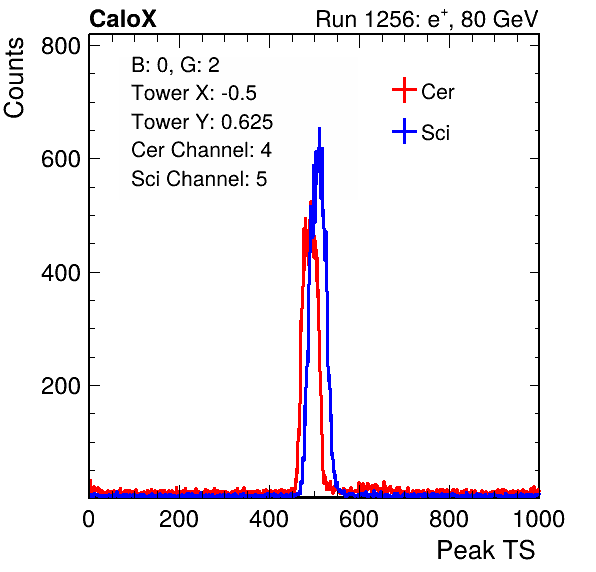 CaloX Run 1256: e⁺, 80 GeV
B: 0, G: 2
Tower X: -0.5
Tower Y: 0.625
Cer Channel: 4
Sci Channel: 5
Cer
Sci
Counts
800
600
400
200
0 200 400 600 800 1000
Peak TS